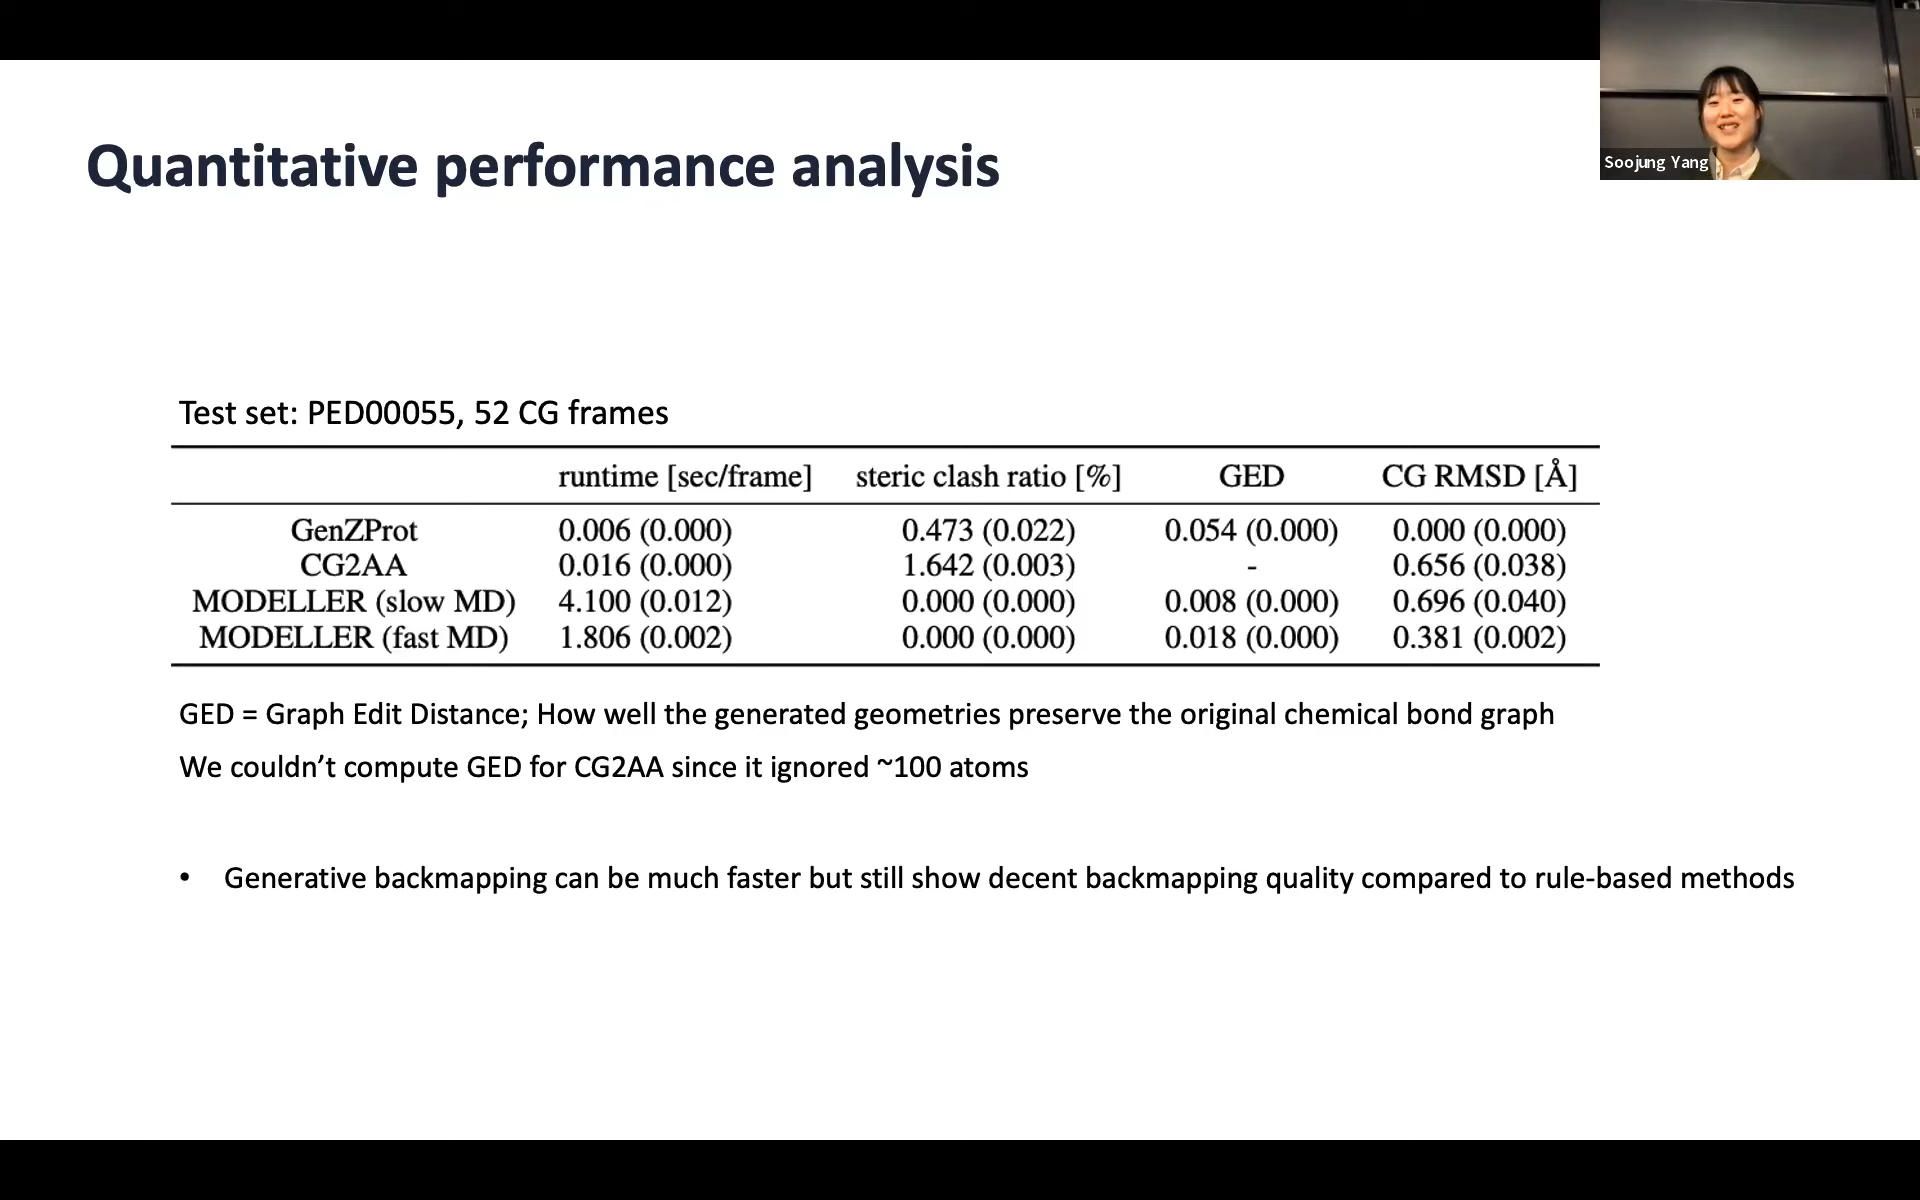 Soojung Yang
Quantitative performance analysis
Test set: PED00055, 52 CG frames
runtime [sec/frame] steric clash ratio [%] GED CG RMSD [Å]
GenZProt 0.006 (0.000) 0.473 (0.022) 0.054 (0.000) 0.000 (0.000)
CG2AA 0.016 (0.000) 1.642 (0.003) - 0.656 (0.038)
MODELLER (slow MD) 4.100 (0.012) 0.000 (0.000) 0.008 (0.000) 0.696 (0.040)
MODELLER (fast MD) 1.806 (0.002) 0.000 (0.000) 0.018 (0.000) 0.381 (0.002)
GED = Graph Edit Distance; How well the generated geometries preserve the original chemical bond graph
We couldn’t compute GED for CG2AA since it ignored ~100 atoms
• Generative backmapping can be much faster but still show decent backmapping quality compared to rule-based methods